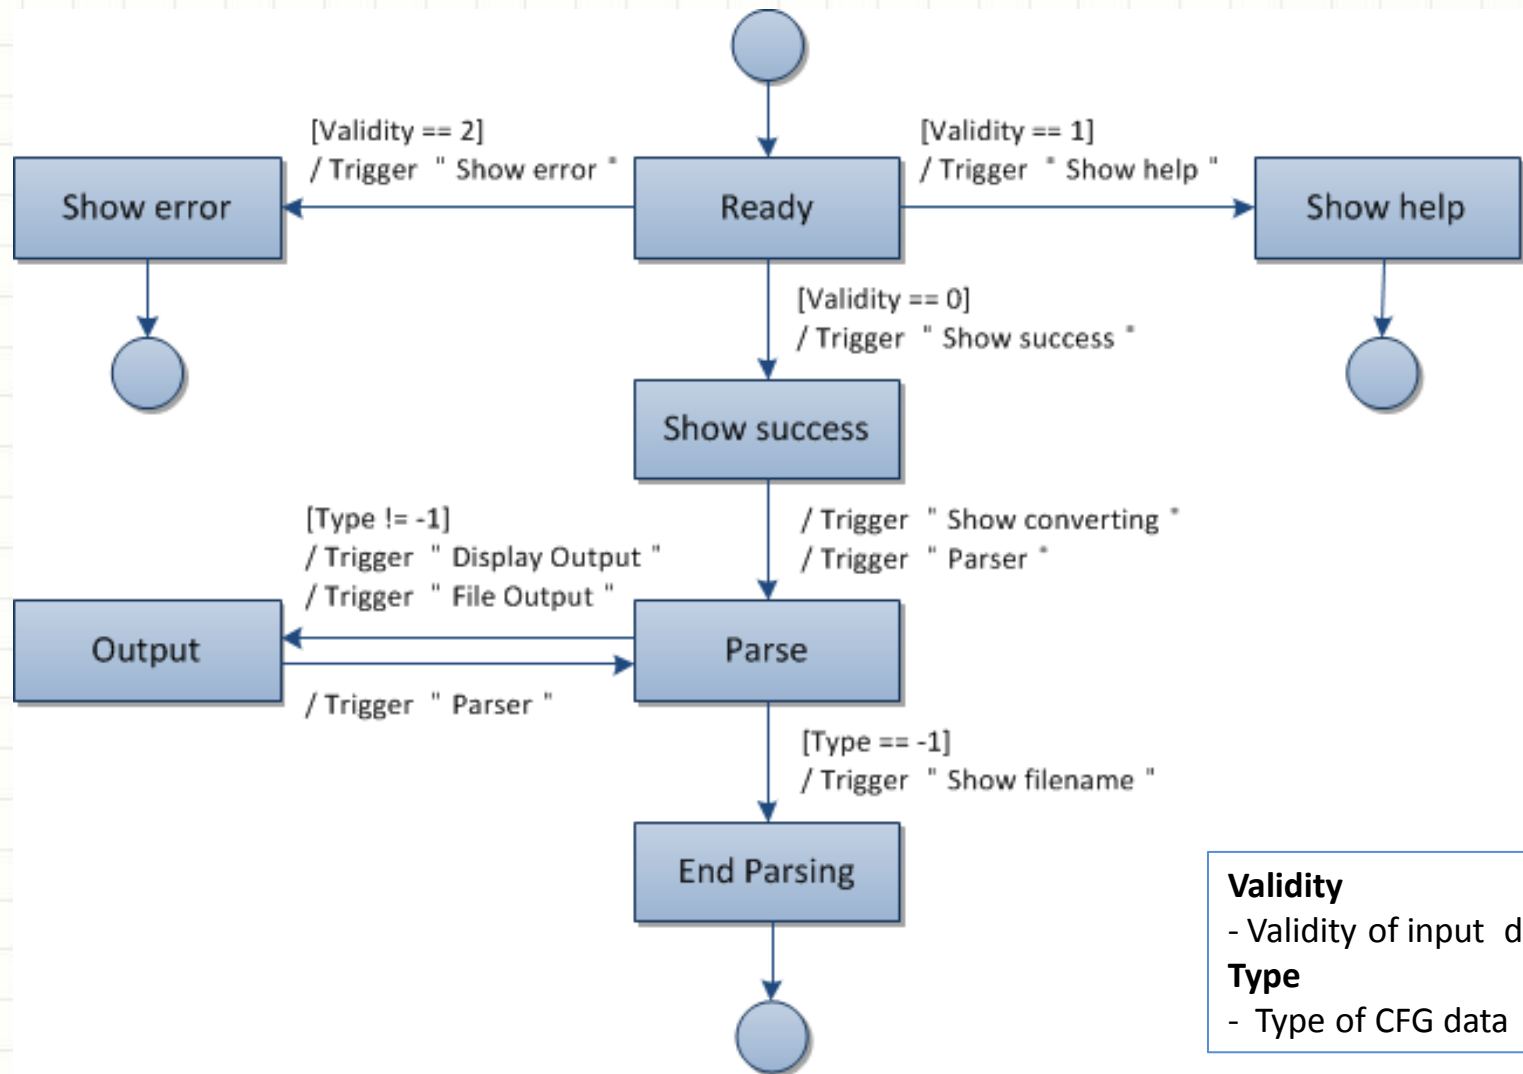 [Validity == 2]
/ Trigger " Show error "
[Validity == 1]
/ Trigger " Show help "
Show error
Ready
Show help
[Validity == 0]
/ Trigger " Show success "
Show success
[Type != -1]
/ Trigger " Display Output "
/ Trigger " File Output "
/ Trigger " Show converting "
/ Trigger " Parser "
Output
Parse
/ Trigger " Parser "
[Type == -1]
/ Trigger " Show filename "
End Parsing
Validity
- Validity of input
Type
- Type of CFG data